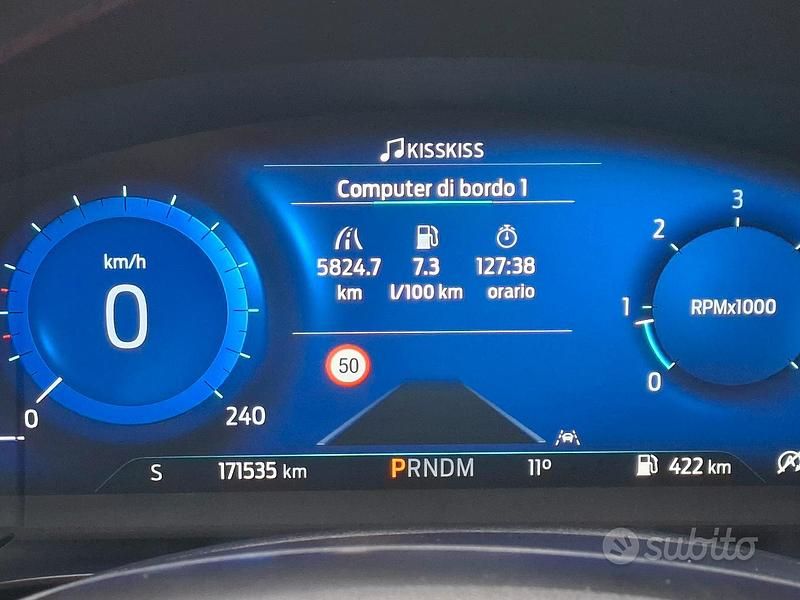 KISSKISS
Computer di bordo 1
5824.7 7.3 127:38
km l/100 km orario
km/h
0
0 240
50
3
2
1
0
RPMx1000
S 171535 km PRNDM 11° 422 km
subito